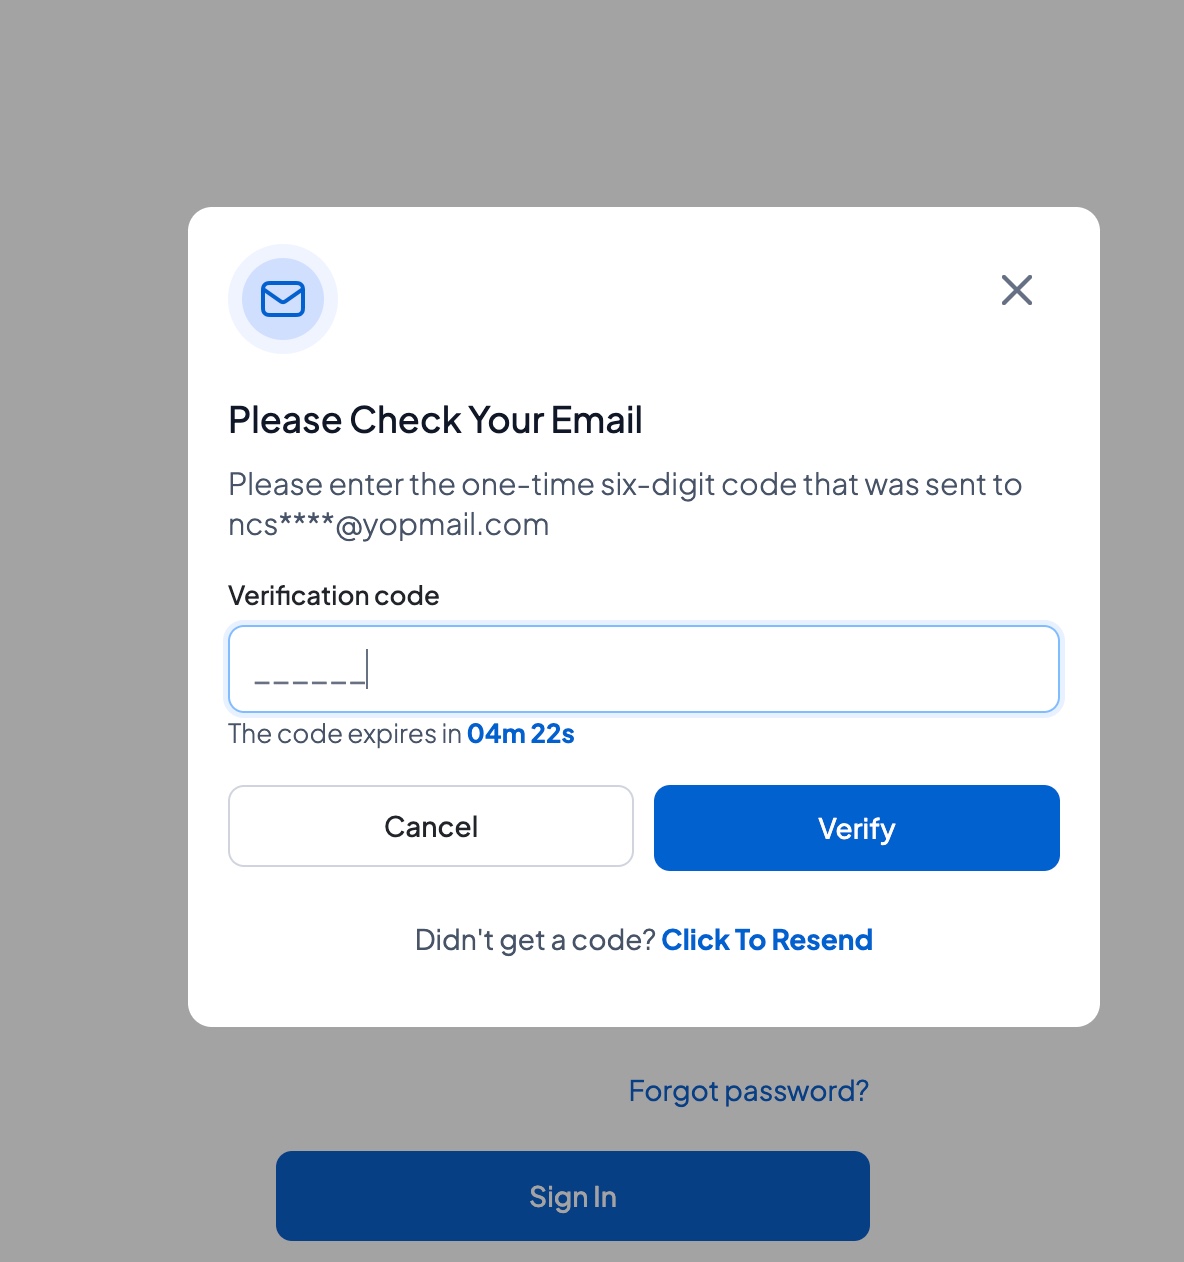 Please Check Your Email
Please enter the one-time six-digit code that was sent to
ncs****@yopmail.com
Verification code
______
The code expires in 04m 22s
Cancel
Verify
Didn't get a code? Click To Resend
Forgot password?
Sign In